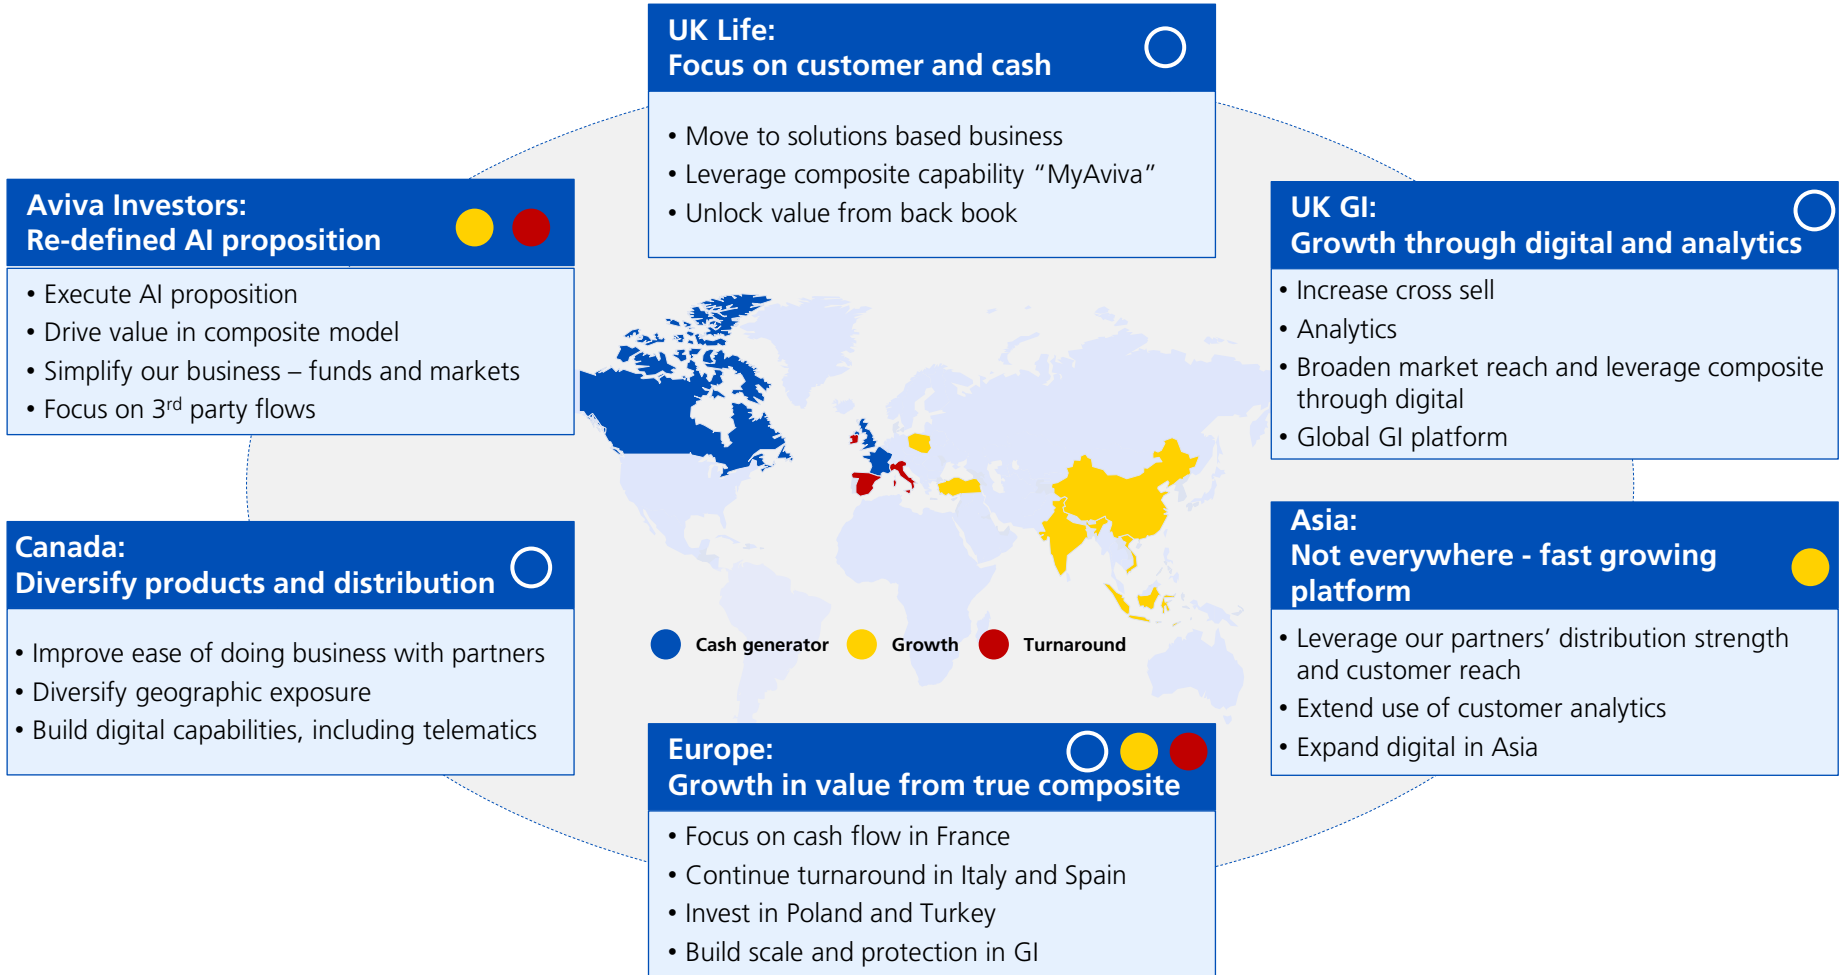 UK Life:
Focus on customer and cash
• Move to solutions based business
• Leverage composite capability “MyAviva”
• Unlock value from back book
Aviva Investors:
Re-defined AI proposition
• Execute AI proposition
• Drive value in composite model
• Simplify our business – funds and markets
• Focus on 3rd party flows
UK GI:
Growth through digital and analytics
• Increase cross sell
• Analytics
• Broaden market reach and leverage composite
through digital
• Global GI platform
Canada:
Diversify products and distribution
• Improve ease of doing business with partners
• Diversify geographic exposure
• Build digital capabilities, including telematics
Cash generator
Growth
Turnaround
Asia:
Not everywhere - fast growing
platform
• Leverage our partners’ distribution strength
and customer reach
• Extend use of customer analytics
• Expand digital in Asia
Europe:
Growth in value from true composite
• Focus on cash flow in France
• Continue turnaround in Italy and Spain
• Invest in Poland and Turkey
• Build scale and protection in GI